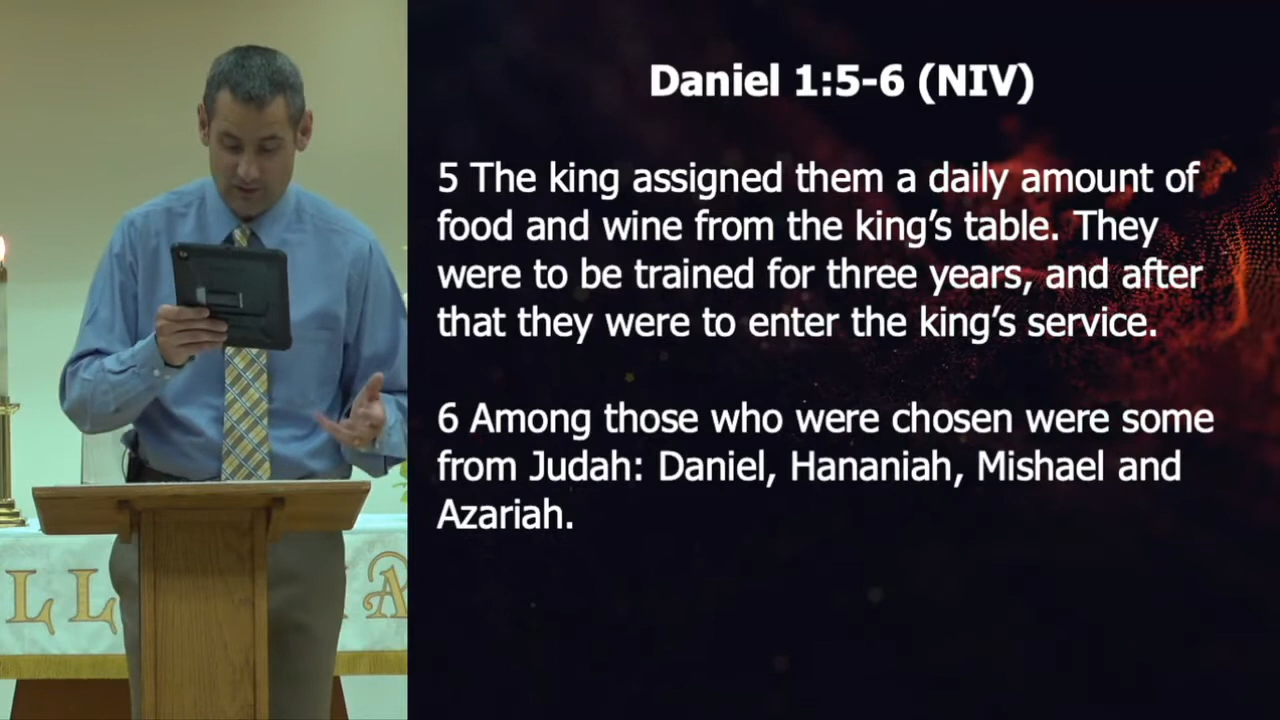 Daniel 1:5-6 (NIV)
5 The king assigned them a daily amount of
food and wine from the king’s table. They
were to be trained for three years, and after
that they were to enter the king’s service.
6 Among those who were chosen were some
from Judah: Daniel, Hananiah, Mishael and
Azariah.
LL
A